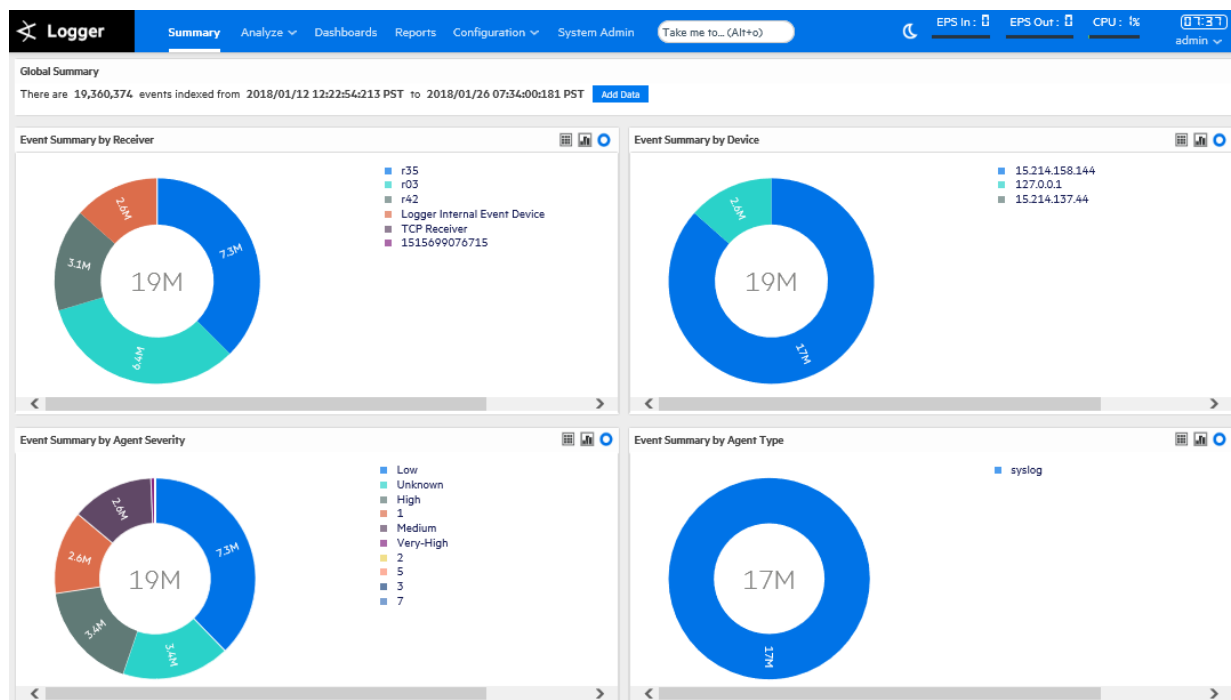 Logger
Summary Analyze Dashboards Reports Configuration System Admin Take me to... (Alt+o) EPS In : 0 EPS Out : 0 CPU : 1% 07:37
admin
Global Summary
There are 19,360,374 events indexed from 2018/01/12 12:22:54:213 PST to 2018/01/26 07:34:00:181 PST Add Data
Event Summary by Receiver
2.6M
7.3M
3.1M
19M
6.4M
r35
r03
r42
Logger Internal Event Device
TCP Receiver
1515699076715
Event Summary by Device
2.6M
19M
17M
15.214.158.144
127.0.0.1
15.214.137.44
Event Summary by Agent Severity
2.6M
7.3M
2.6M
19M
3.4M
3.4M
Low
Unknown
High
1
Medium
Very-High
2
5
3
7
Event Summary by Agent Type
17M
17M
syslog